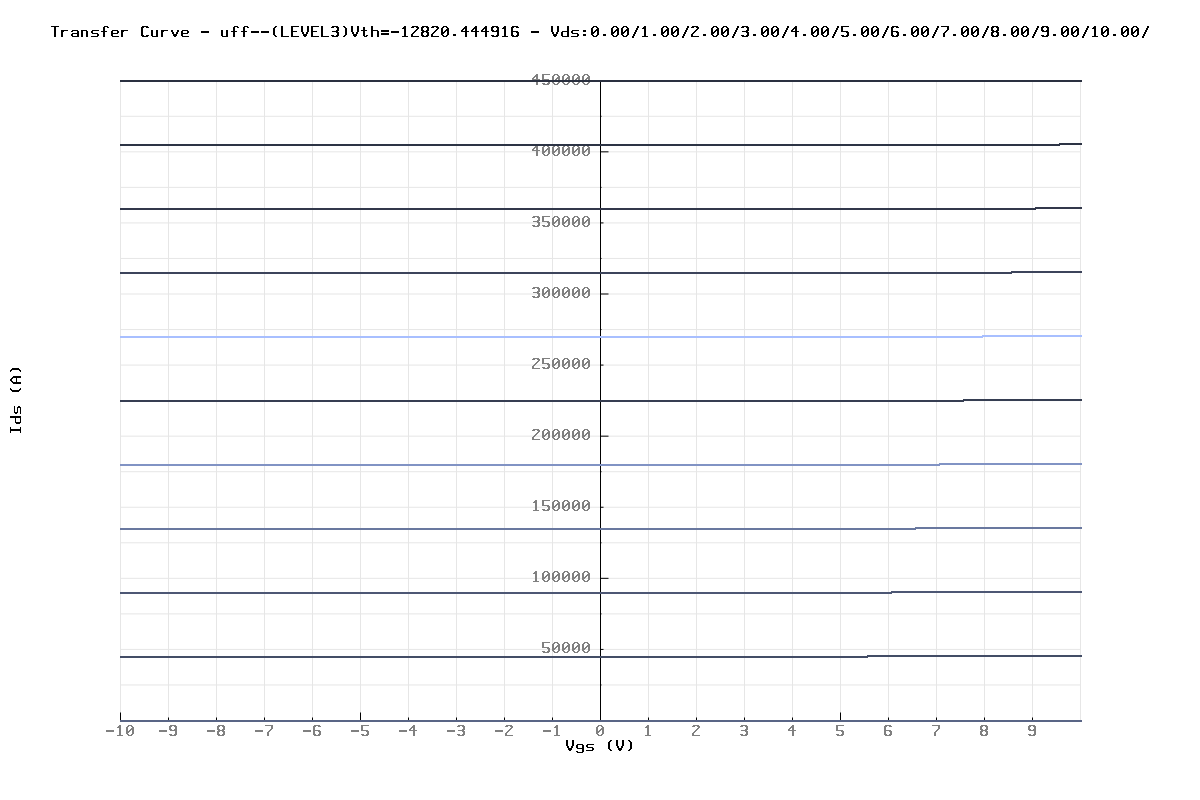 Transfer Curve - uff--(LEVEL3)Vth=-12820.444916 - Vds:0.00/1.00/2.00/3.00/4.00/5.00/6.00/7.00/8.00/9.00/10.00/
450000
400000
350000
300000
250000
200000
150000
100000
50000
Ids (A)
-10 -9 -8 -7 -6 -5 -4 -3 -2 -1 0 1 2 3 4 5 6 7 8 9
Vgs (V)